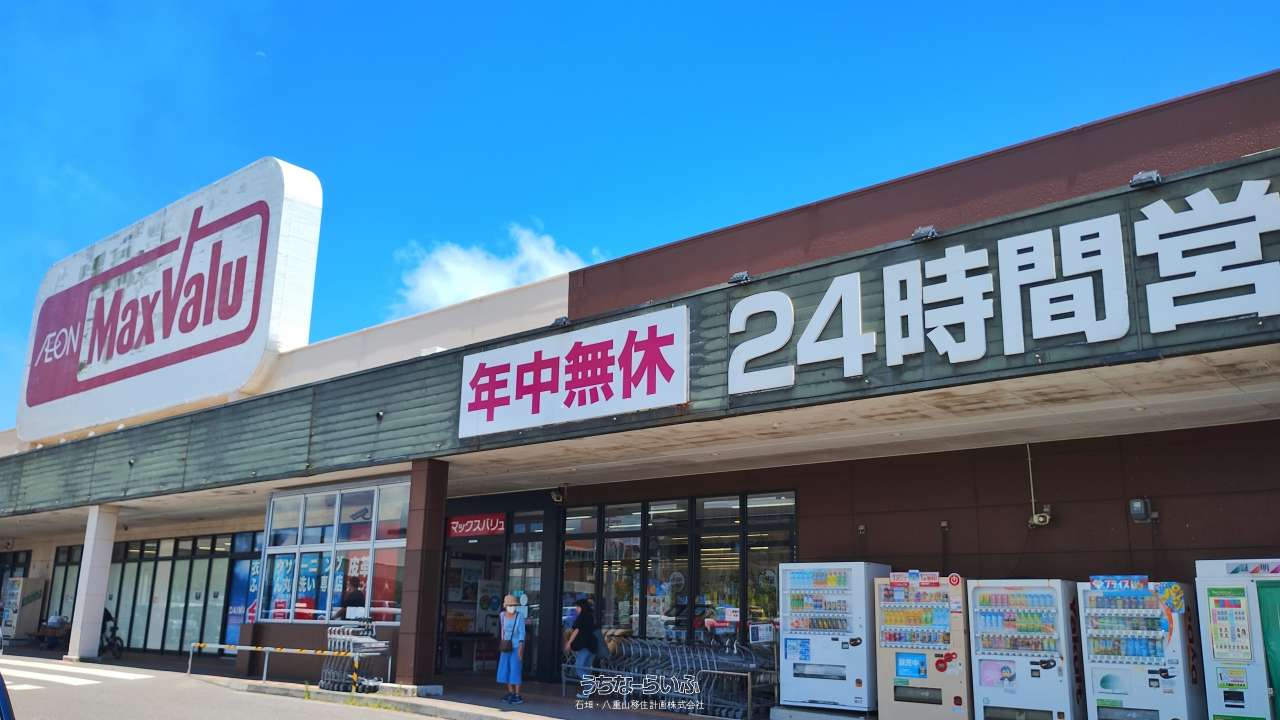 ÆON MaxValu
年中無休
24時間営
マックスバリュ
うちなーらいふ
石垣・八重山移住計画株式会社